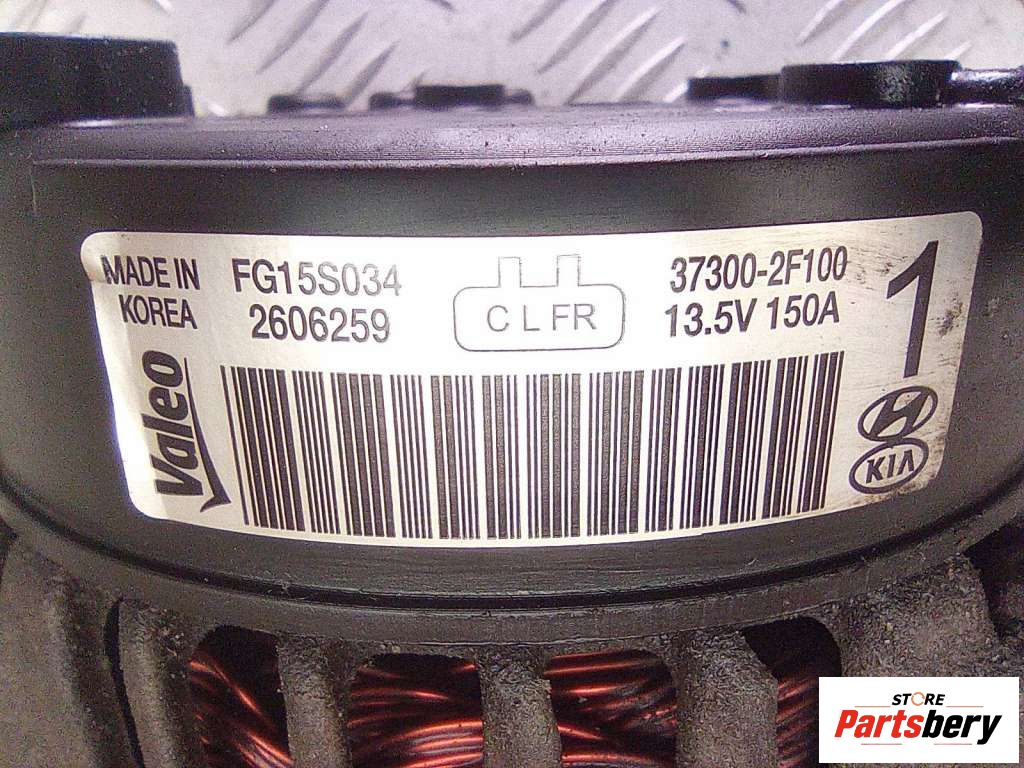 MADE IN
KOREA
FG15S034
2606259
C L FR
37300-2F100
13.5V 150A
1
Valeo
KIA
STORE
Partsbery